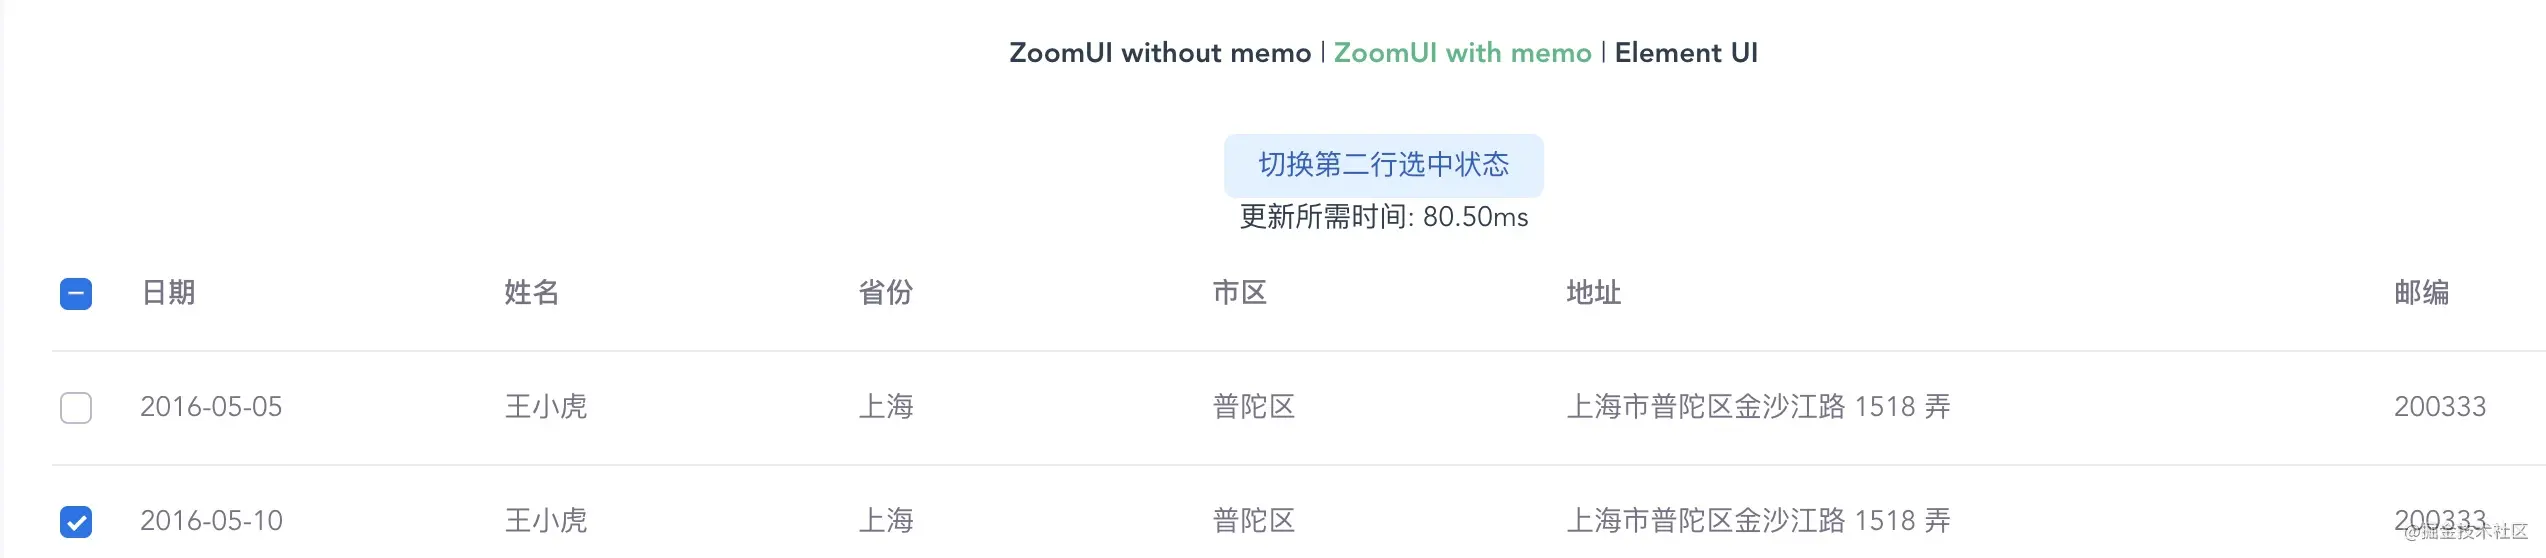 ZoomUI without memo | ZoomUI with memo | Element UI
切换第二行选中状态
更新所需时间: 80.50ms
日期 姓名 省份 市区 地址 邮编
2016-05-05 王小虎 上海 普陀区 上海市普陀区金沙江路 1518 弄 200333
2016-05-10 王小虎 上海 普陀区 上海市普陀区金沙江路 1518 弄 200333
@掘金技术社区